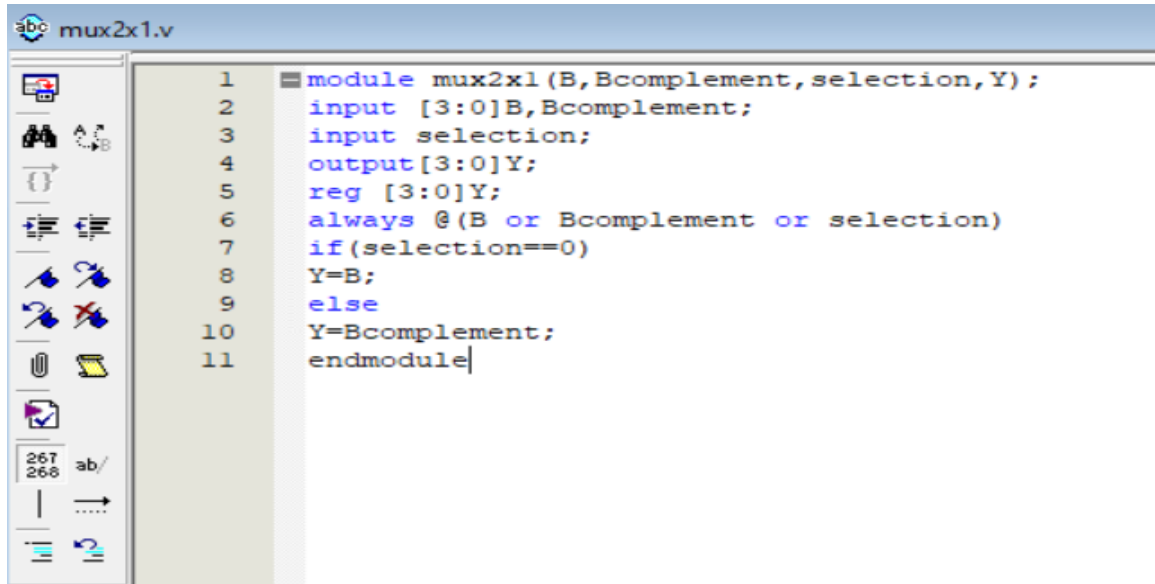 abc mux2x1.v
1 module mux2x1(B,Bcomplement,selection,Y);
2 input [3:0]B,Bcomplement;
3 input selection;
4 output[3:0]Y;
5 reg [3:0]Y;
6 always @(B or Bcomplement or selection)
7 if(selection==0)
8 Y=B;
9 else
10 Y=Bcomplement;
11 endmodule
A B
{}
267
268 ab/